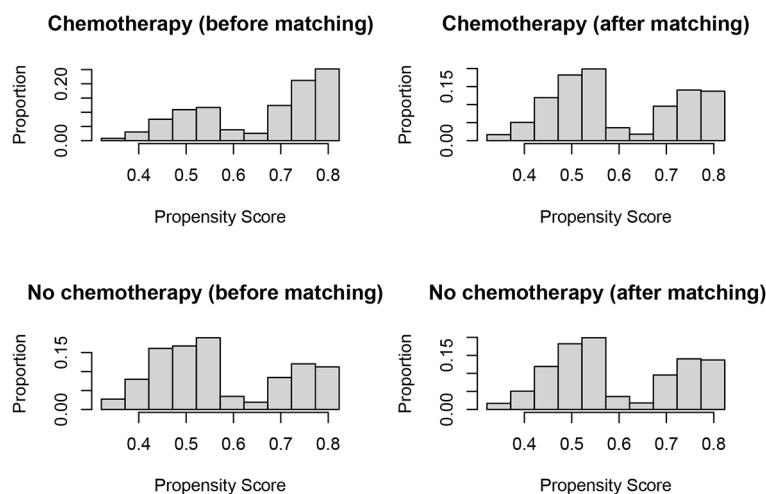 Chemotherapy (before matching)
Proportion
0.00
0.20
0.4 0.5 0.6 0.7 0.8
Propensity Score
Chemotherapy (after matching)
Proportion
0.00
0.15
0.4 0.5 0.6 0.7 0.8
Propensity Score
No chemotherapy (before matching)
Proportion
0.00
0.15
0.4 0.5 0.6 0.7 0.8
Propensity Score
No chemotherapy (after matching)
Proportion
0.00
0.15
0.4 0.5 0.6 0.7 0.8
Propensity Score